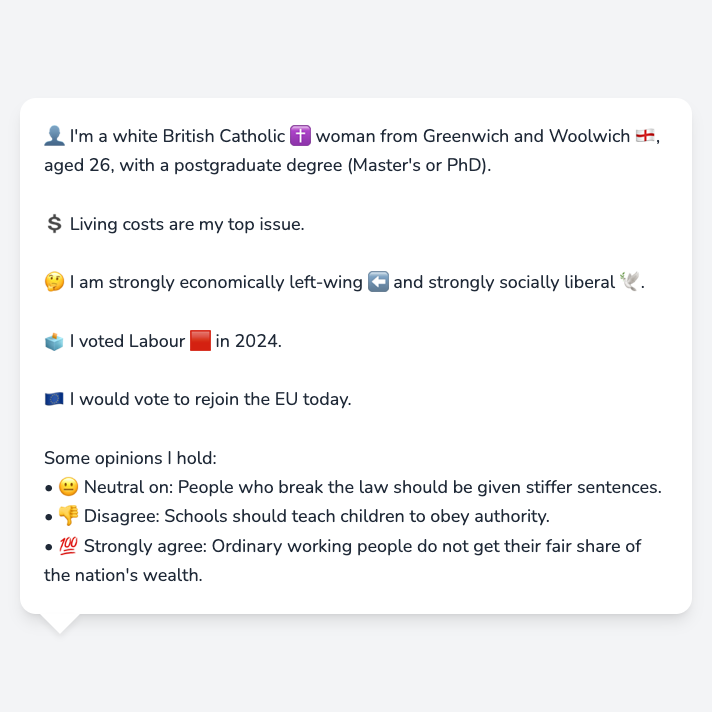 👤 I'm a white British Catholic ✝️ woman from Greenwich and Woolwich 🏴󠁧󠁢󠁥󠁮󠁧󠁿,
aged 26, with a postgraduate degree (Master's or PhD).
💲 Living costs are my top issue.
🤔 I am strongly economically left-wing ⬅️ and strongly socially liberal 🕊️.
🗳️ I voted Labour 🟥 in 2024.
🇪🇺 I would vote to rejoin the EU today.
Some opinions I hold:
• 😐 Neutral on: People who break the law should be given stiffer sentences.
• 👎 Disagree: Schools should teach children to obey authority.
• 💯 Strongly agree: Ordinary working people do not get their fair share of
the nation's wealth.